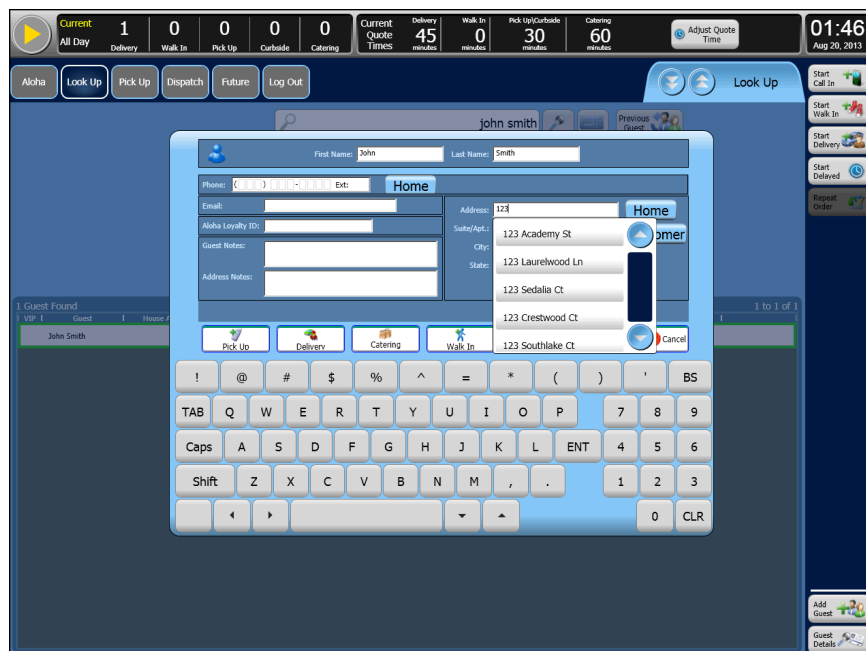 Current 1 0 0 0 0 Current Quote Times Delivery 45 minutes Walk In 0 minutes Pick Up\Curbside 30 minutes Catering 60 minutes Adjust Quote Time 01:46
All Day Delivery Walk In Pick Up Curbside Catering Aug 20, 2013
Aloha Look Up Pick Up Dispatch Future Log Out Look Up
Start Call In
Start Walk In
Start Delivery
Start Delayed
Repeat Order
john smith Previous Guest
First Name: John Last Name: Smith
Phone: ( ) - Ext: Home
Email: Address: 123 Home
Aloha Loyalty ID: Suite/Apt.: omer
Guest Notes: City:
State:
Address Notes:
123 Academy St
123 Laurelwood Ln
123 Sedalia Ct
123 Crestwood Ct
123 Southlake Ct
1 Guest Found 1 to 1 of 1
VIP Guest House A
John Smith
Pick Up Delivery Catering Walk In Cancel
! @ # $ % ^ = * ( ) ' BS
TAB Q W E R T Y U I O P 7 8 9
Caps A S D F G H J K L ENT 4 5 6
Shift Z X C V B N M , . 1 2 3
0 CLR
Add Guest
Guest Details